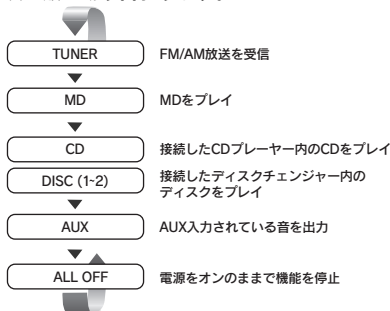 TUNER FM/AM放送を受信
MD MDをプレイ
CD 接続したCDプレーヤー内のCDをプレイ
DISC (1~2) 接続したディスクチェンジャー内の
ディスクをプレイ
AUX AUX入力されている音を出力
ALL OFF 電源をオンのままで機能を停止